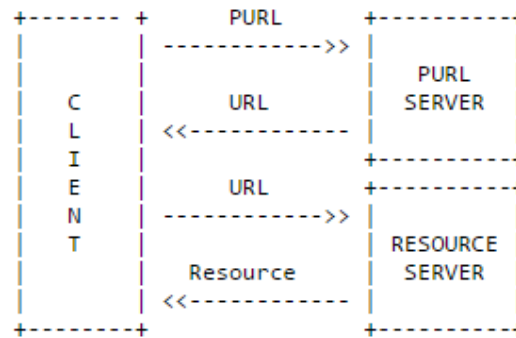 +------- +        PURL         +-----------
|        | ------------>>      |
|        |                     |   PURL
|   C    |        URL          |  SERVER
|   L    | <<------------      |
|   I    |                     +-----------
|   E    |        URL          +-----------
|   N    | ------------>>      |
|   T    |                     | RESOURCE
|        |     Resource        |  SERVER
|        | <<------------      |
+--------+                     +-----------